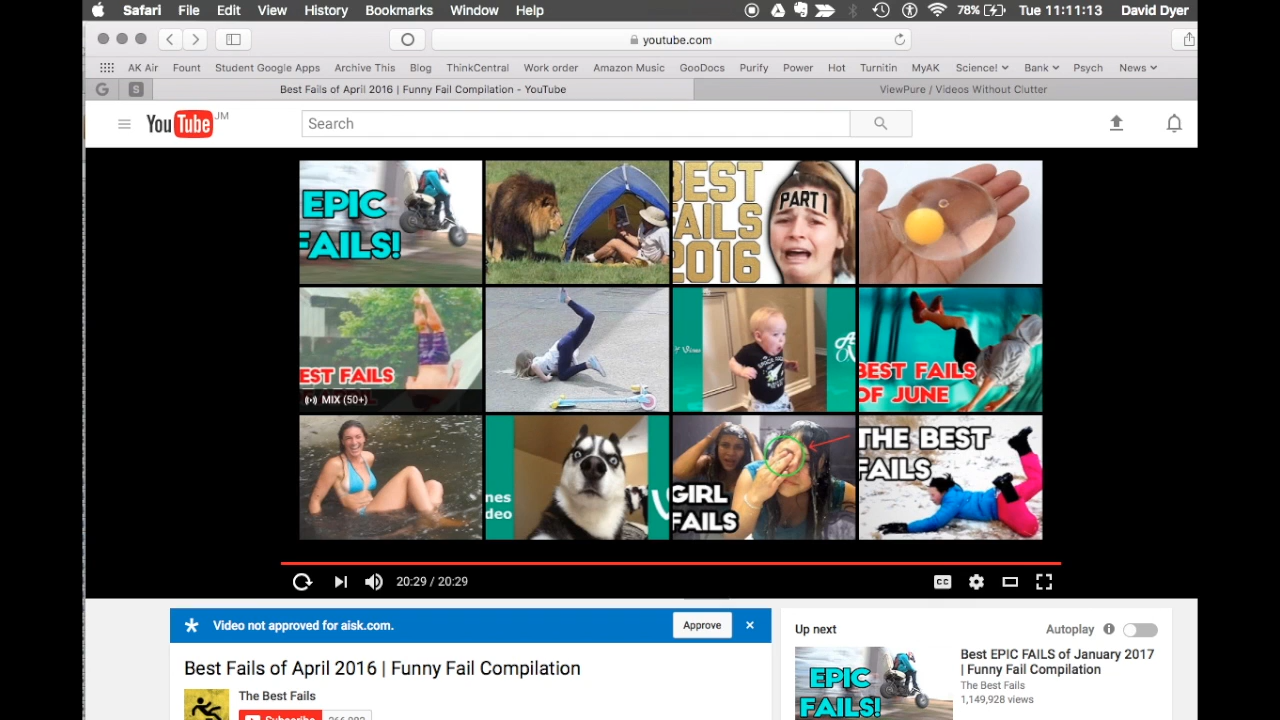 Safari File Edit View History Bookmarks Window Help 78% Tue 11:11:13 David Dyer
youtube.com
AK Air Fount Student Google Apps Archive This Blog ThinkCentral Work order Amazon Music GooDocs Purify Power Hot Turnitin MyAK Science! Bank Psych News
G S Best Fails of April 2016 | Funny Fail Compilation - YouTube ViewPure / Videos Without Clutter
YouTube JM Search
EPIC
FAILS!
BEST
FAILS
2016
PART 1
EST FAILS
MIX (50+)
BEST FAILS
OF JUNE
nes
deo
GIRL
FAILS
THE BEST
FAILS
20:29 / 20:29 CC
Video not approved for aisk.com. Approve ×
Up next Autoplay
Best Fails of April 2016 | Funny Fail Compilation
The Best Fails
Subscribe
EPIC
FAILS!
Best EPIC FAILS of January 2017
| Funny Fail Compilation
The Best Fails
1,149,928 views